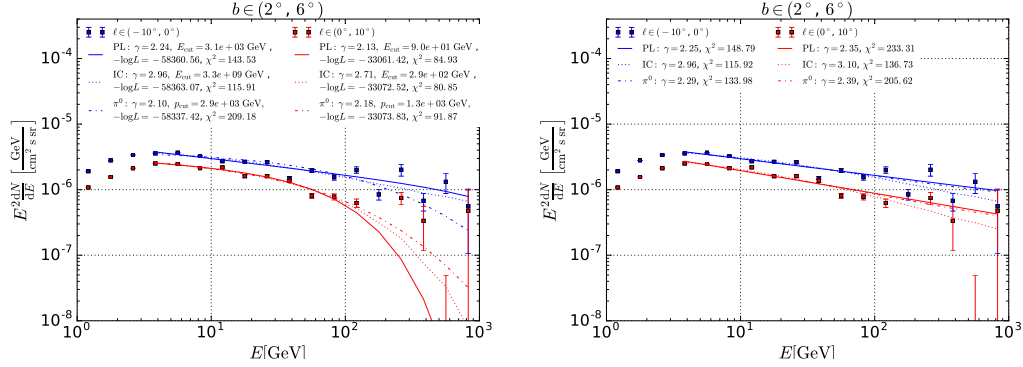 b ∈ (2°, 6°)
ℓ∈(−10°, 0°)
PL: γ=2.24, E_cut=3.1e+03 GeV,
−logL=−58360.56, χ²=143.53
IC: γ=2.96, E_cut=3.3e+09 GeV,
−logL=−58363.07, χ²=115.91
π⁰: γ=2.10, p_cut=2.9e+03 GeV,
−logL=−58337.42, χ²=209.18
ℓ∈(0°, 10°)
PL: γ=2.13, E_cut=9.0e+01 GeV,
−logL=−33061.42, χ²=84.93
IC: γ=2.71, E_cut=2.9e+02 GeV,
−logL=−33072.52, χ²=80.85
π⁰: γ=2.18, p_cut=1.3e+03 GeV,
−logL=−33073.83, χ²=91.87
E² dN/dE [GeV / cm² s sr]
10⁻⁴
10⁻⁵
10⁻⁶
10⁻⁷
10⁻⁸
10⁰ 10¹ 10² 10³
E[GeV]
b ∈ (2°, 6°)
ℓ∈(−10°, 0°)
PL: γ=2.25, χ²=148.79
IC: γ=2.96, χ²=115.92
π⁰: γ=2.29, χ²=133.98
ℓ∈(0°, 10°)
PL: γ=2.35, χ²=233.31
IC: γ=3.10, χ²=136.73
π⁰: γ=2.39, χ²=205.62
E² dN/dE [GeV / cm² s sr]
10⁻⁴
10⁻⁵
10⁻⁶
10⁻⁷
10⁻⁸
10⁰ 10¹ 10² 10³
E[GeV]